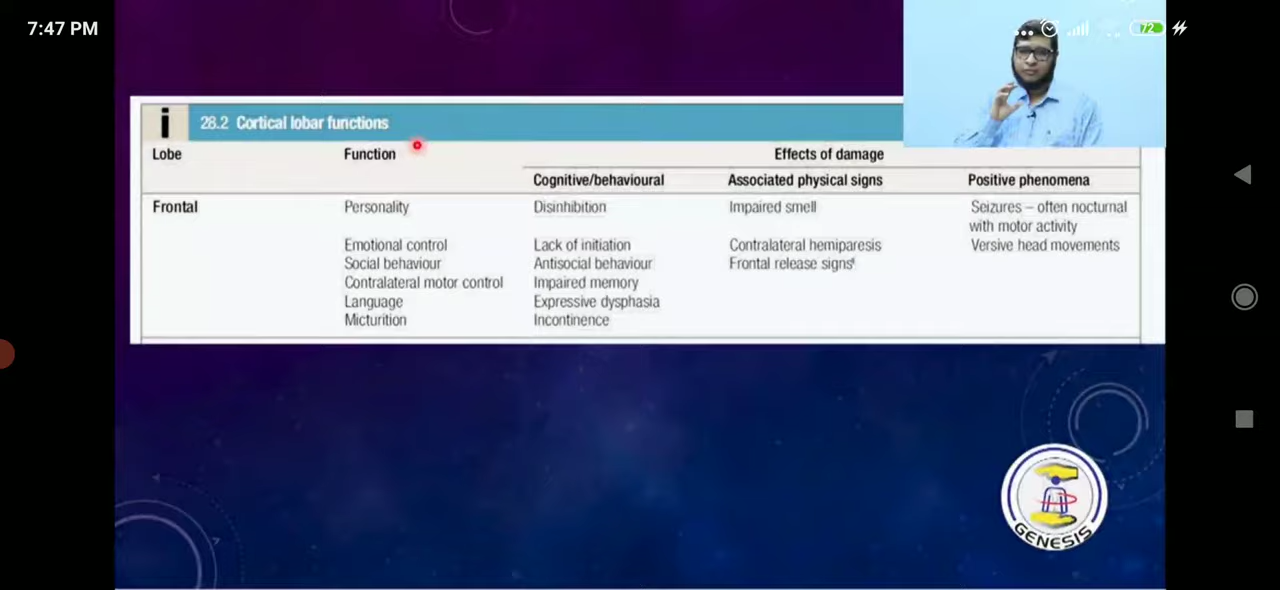 7:47 PM
72
i
28.2 Cortical lobar functions
Lobe Function Effects of damage
Cognitive/behavioural Associated physical signs Positive phenomena
Frontal Personality Disinhibition Impaired smell Seizures – often nocturnal
with motor activity
Emotional control Lack of initiation Contralateral hemiparesis Versive head movements
Social behaviour Antisocial behaviour Frontal release signs
Contralateral motor control Impaired memory
Language Expressive dysphasia
Micturition Incontinence
GENESIS